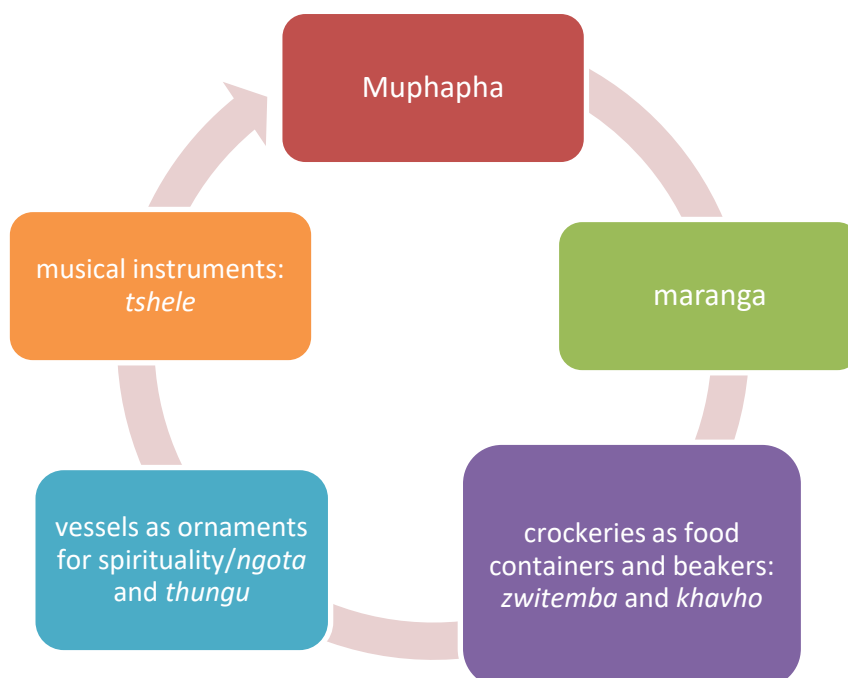 Muphapha
maranga
crockeries as food
containers and beakers:
zwitemba and khavho
vessels as ornaments
for spirituality/ngota
and thungu
musical instruments:
tshele